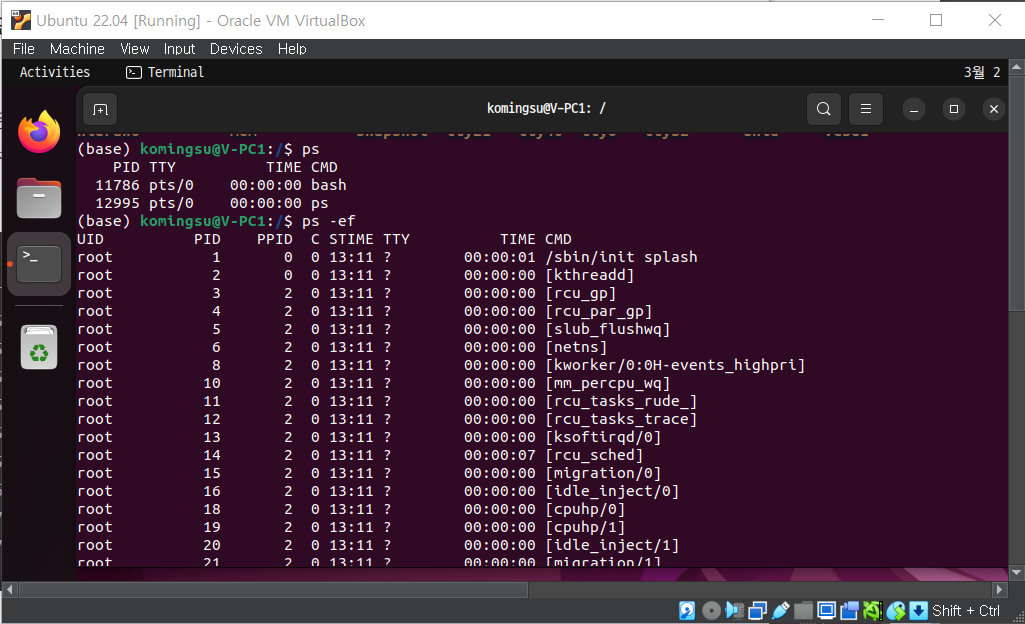 Ubuntu 22.04 [Running] - Oracle VM VirtualBox
File Machine View Input Devices Help
Activities Terminal 3월 2
komingsu@V-PC1: /
(base) komingsu@V-PC1:/$ ps
PID TTY TIME CMD
11786 pts/0 00:00:00 bash
12995 pts/0 00:00:00 ps
(base) komingsu@V-PC1:/$ ps -ef
UID PID PPID C STIME TTY TIME CMD
root 1 0 0 13:11 ? 00:00:01 /sbin/init splash
root 2 0 0 13:11 ? 00:00:00 [kthreadd]
root 3 2 0 13:11 ? 00:00:00 [rcu_gp]
root 4 2 0 13:11 ? 00:00:00 [rcu_par_gp]
root 5 2 0 13:11 ? 00:00:00 [slub_flushwq]
root 6 2 0 13:11 ? 00:00:00 [netns]
root 8 2 0 13:11 ? 00:00:00 [kworker/0:0H-events_highpri]
root 10 2 0 13:11 ? 00:00:00 [mm_percpu_wq]
root 11 2 0 13:11 ? 00:00:00 [rcu_tasks_rude_]
root 12 2 0 13:11 ? 00:00:00 [rcu_tasks_trace]
root 13 2 0 13:11 ? 00:00:00 [ksoftirqd/0]
root 14 2 0 13:11 ? 00:00:07 [rcu_sched]
root 15 2 0 13:11 ? 00:00:00 [migration/0]
root 16 2 0 13:11 ? 00:00:00 [idle_inject/0]
root 18 2 0 13:11 ? 00:00:00 [cpuhp/0]
root 19 2 0 13:11 ? 00:00:00 [cpuhp/1]
root 20 2 0 13:11 ? 00:00:00 [idle_inject/1]
root 21 2 0 13:11 ? 00:00:00 [migration/1]
Shift + Ctrl